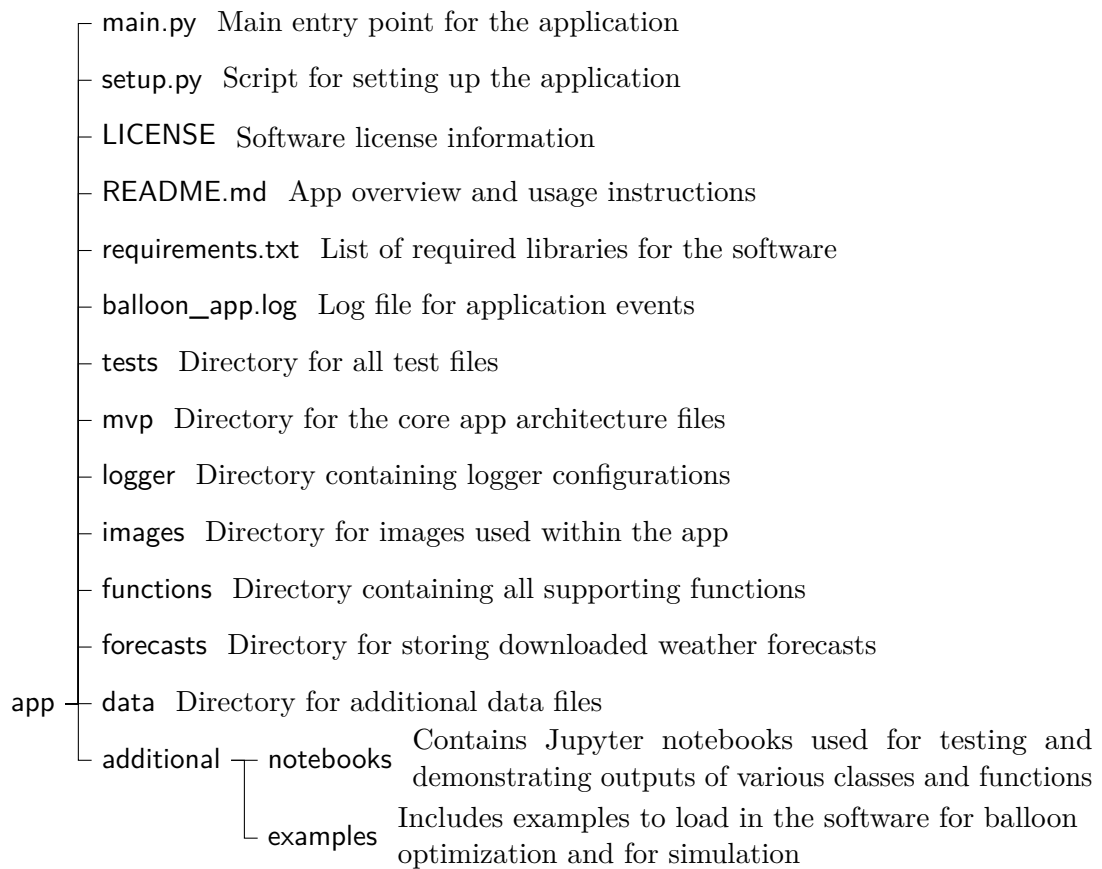 main.py Main entry point for the application
setup.py Script for setting up the application
LICENSE Software license information
README.md App overview and usage instructions
requirements.txt List of required libraries for the software
balloon_app.log Log file for application events
tests Directory for all test files
mvp Directory for the core app architecture files
logger Directory containing logger configurations
images Directory for images used within the app
functions Directory containing all supporting functions
forecasts Directory for storing downloaded weather forecasts
app data Directory for additional data files
additional notebooks Contains Jupyter notebooks used for testing and
demonstrating outputs of various classes and functions
examples Includes examples to load in the software for balloon
optimization and for simulation